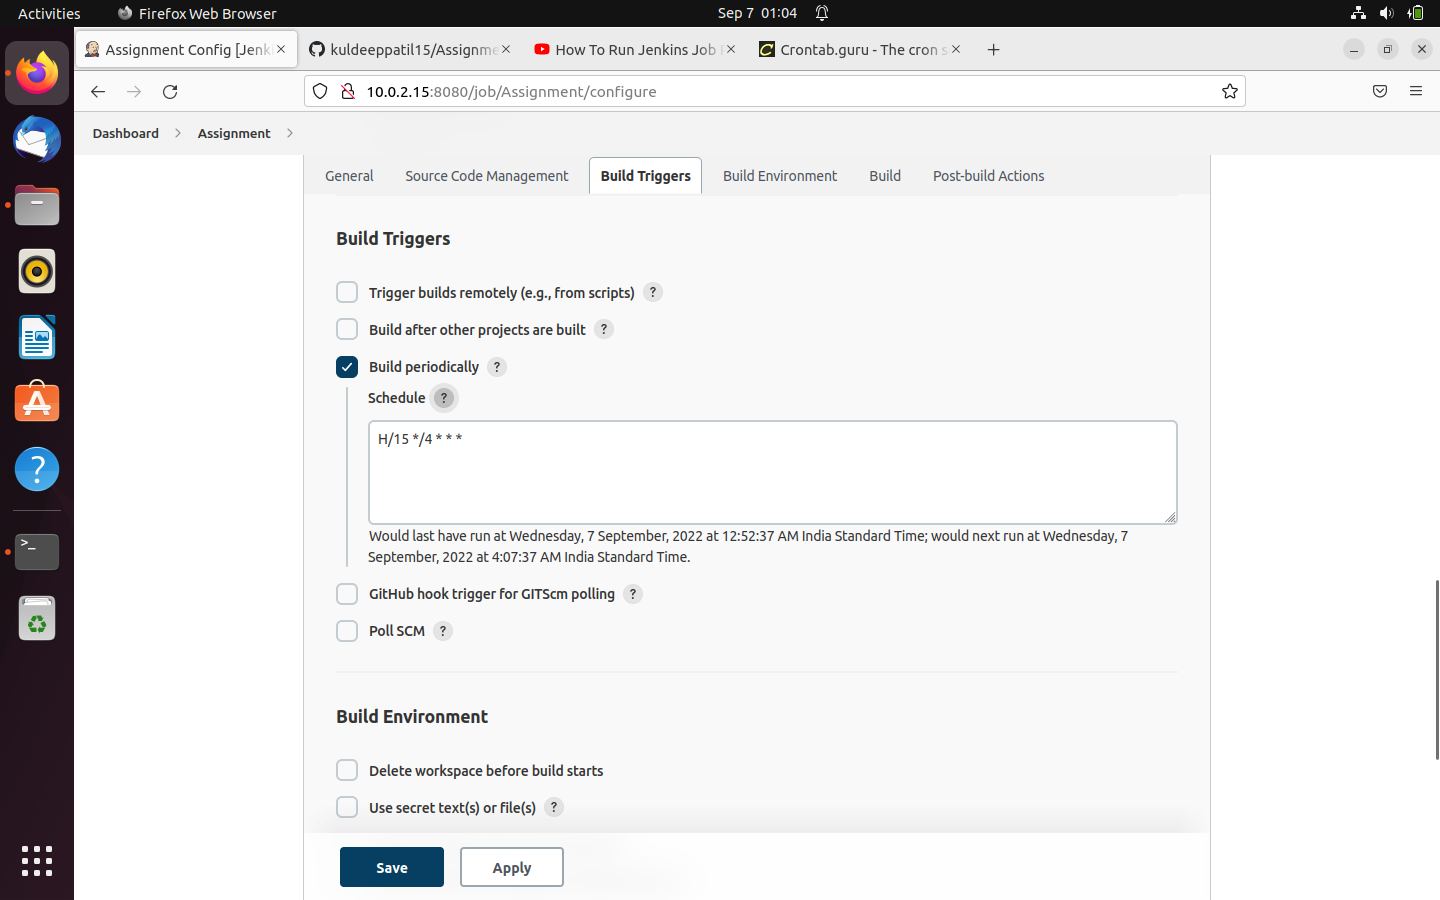 Activities
Firefox Web Browser
Sep 7 01:04
Assignment Config [Jenk
kuldeeppatil15/Assignme
How To Run Jenkins Job
Crontab.guru - The cron s
10.0.2.15:8080/job/Assignment/configure
Dashboard
Assignment
General
Source Code Management
Build Triggers
Build Environment
Build
Post-build Actions
Build Triggers
Trigger builds remotely (e.g., from scripts) ?
Build after other projects are built ?
Build periodically ?
Schedule ?
H/15 */4 * * *
Would last have run at Wednesday, 7 September, 2022 at 12:52:37 AM India Standard Time; would next run at Wednesday, 7
September, 2022 at 4:07:37 AM India Standard Time.
GitHub hook trigger for GITScm polling ?
Poll SCM ?
Build Environment
Delete workspace before build starts
Use secret text(s) or file(s) ?
Save
Apply